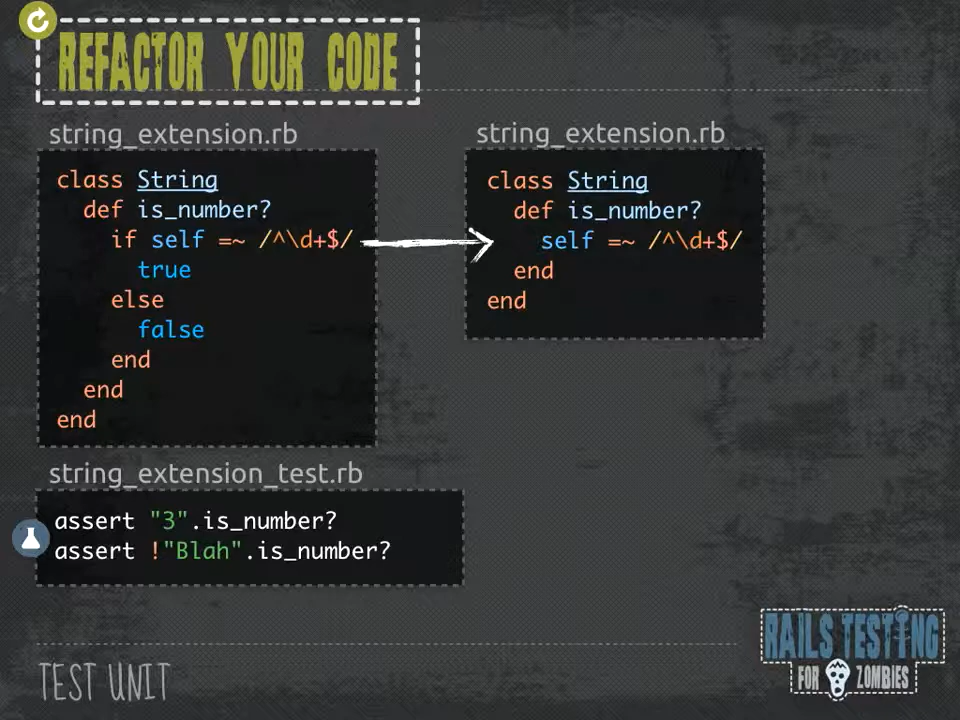 REFACTOR YOUR CODE
string_extension.rb
class String
  def is_number?
    if self =~ /^\d+$/
      true
    else
      false
    end
  end
end
string_extension.rb
class String
  def is_number?
    self =~ /^\d+$/
  end
end
string_extension_test.rb
assert "3".is_number?
assert !"Blah".is_number?
TEST UNIT
RAILS TESTING
FOR ZOMBIES